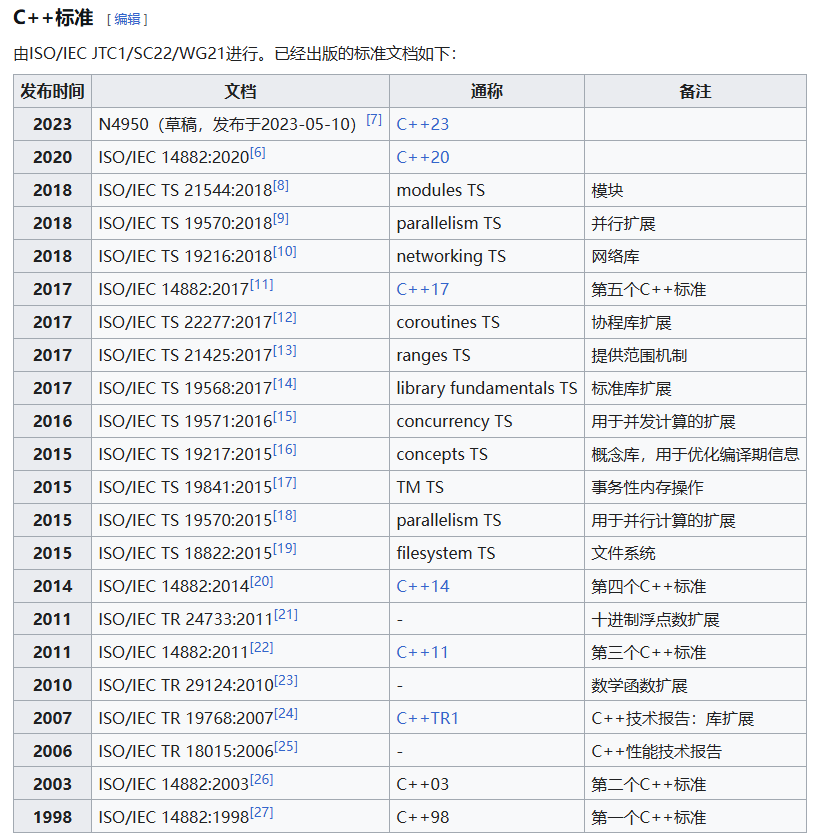 C++标准 [编辑]
由ISO/IEC JTC1/SC22/WG21进行。已经出版的标准文档如下：
发布时间 文档 通称 备注
2023 N4950（草稿，发布于2023-05-10）[7] C++23
2020 ISO/IEC 14882:2020[6] C++20
2018 ISO/IEC TS 21544:2018[8] modules TS 模块
2018 ISO/IEC TS 19570:2018[9] parallelism TS 并行扩展
2018 ISO/IEC TS 19216:2018[10] networking TS 网络库
2017 ISO/IEC 14882:2017[11] C++17 第五个C++标准
2017 ISO/IEC TS 22277:2017[12] coroutines TS 协程库扩展
2017 ISO/IEC TS 21425:2017[13] ranges TS 提供范围机制
2017 ISO/IEC TS 19568:2017[14] library fundamentals TS 标准库扩展
2016 ISO/IEC TS 19571:2016[15] concurrency TS 用于并发计算的扩展
2015 ISO/IEC TS 19217:2015[16] concepts TS 概念库，用于优化编译期信息
2015 ISO/IEC TS 19841:2015[17] TM TS 事务性内存操作
2015 ISO/IEC TS 19570:2015[18] parallelism TS 用于并行计算的扩展
2015 ISO/IEC TS 18822:2015[19] filesystem TS 文件系统
2014 ISO/IEC 14882:2014[20] C++14 第四个C++标准
2011 ISO/IEC TR 24733:2011[21] - 十进制浮点数扩展
2011 ISO/IEC 14882:2011[22] C++11 第三个C++标准
2010 ISO/IEC TR 29124:2010[23] - 数学函数扩展
2007 ISO/IEC TR 19768:2007[24] C++TR1 C++技术报告：库扩展
2006 ISO/IEC TR 18015:2006[25] - C++性能技术报告
2003 ISO/IEC 14882:2003[26] C++03 第二个C++标准
1998 ISO/IEC 14882:1998[27] C++98 第一个C++标准